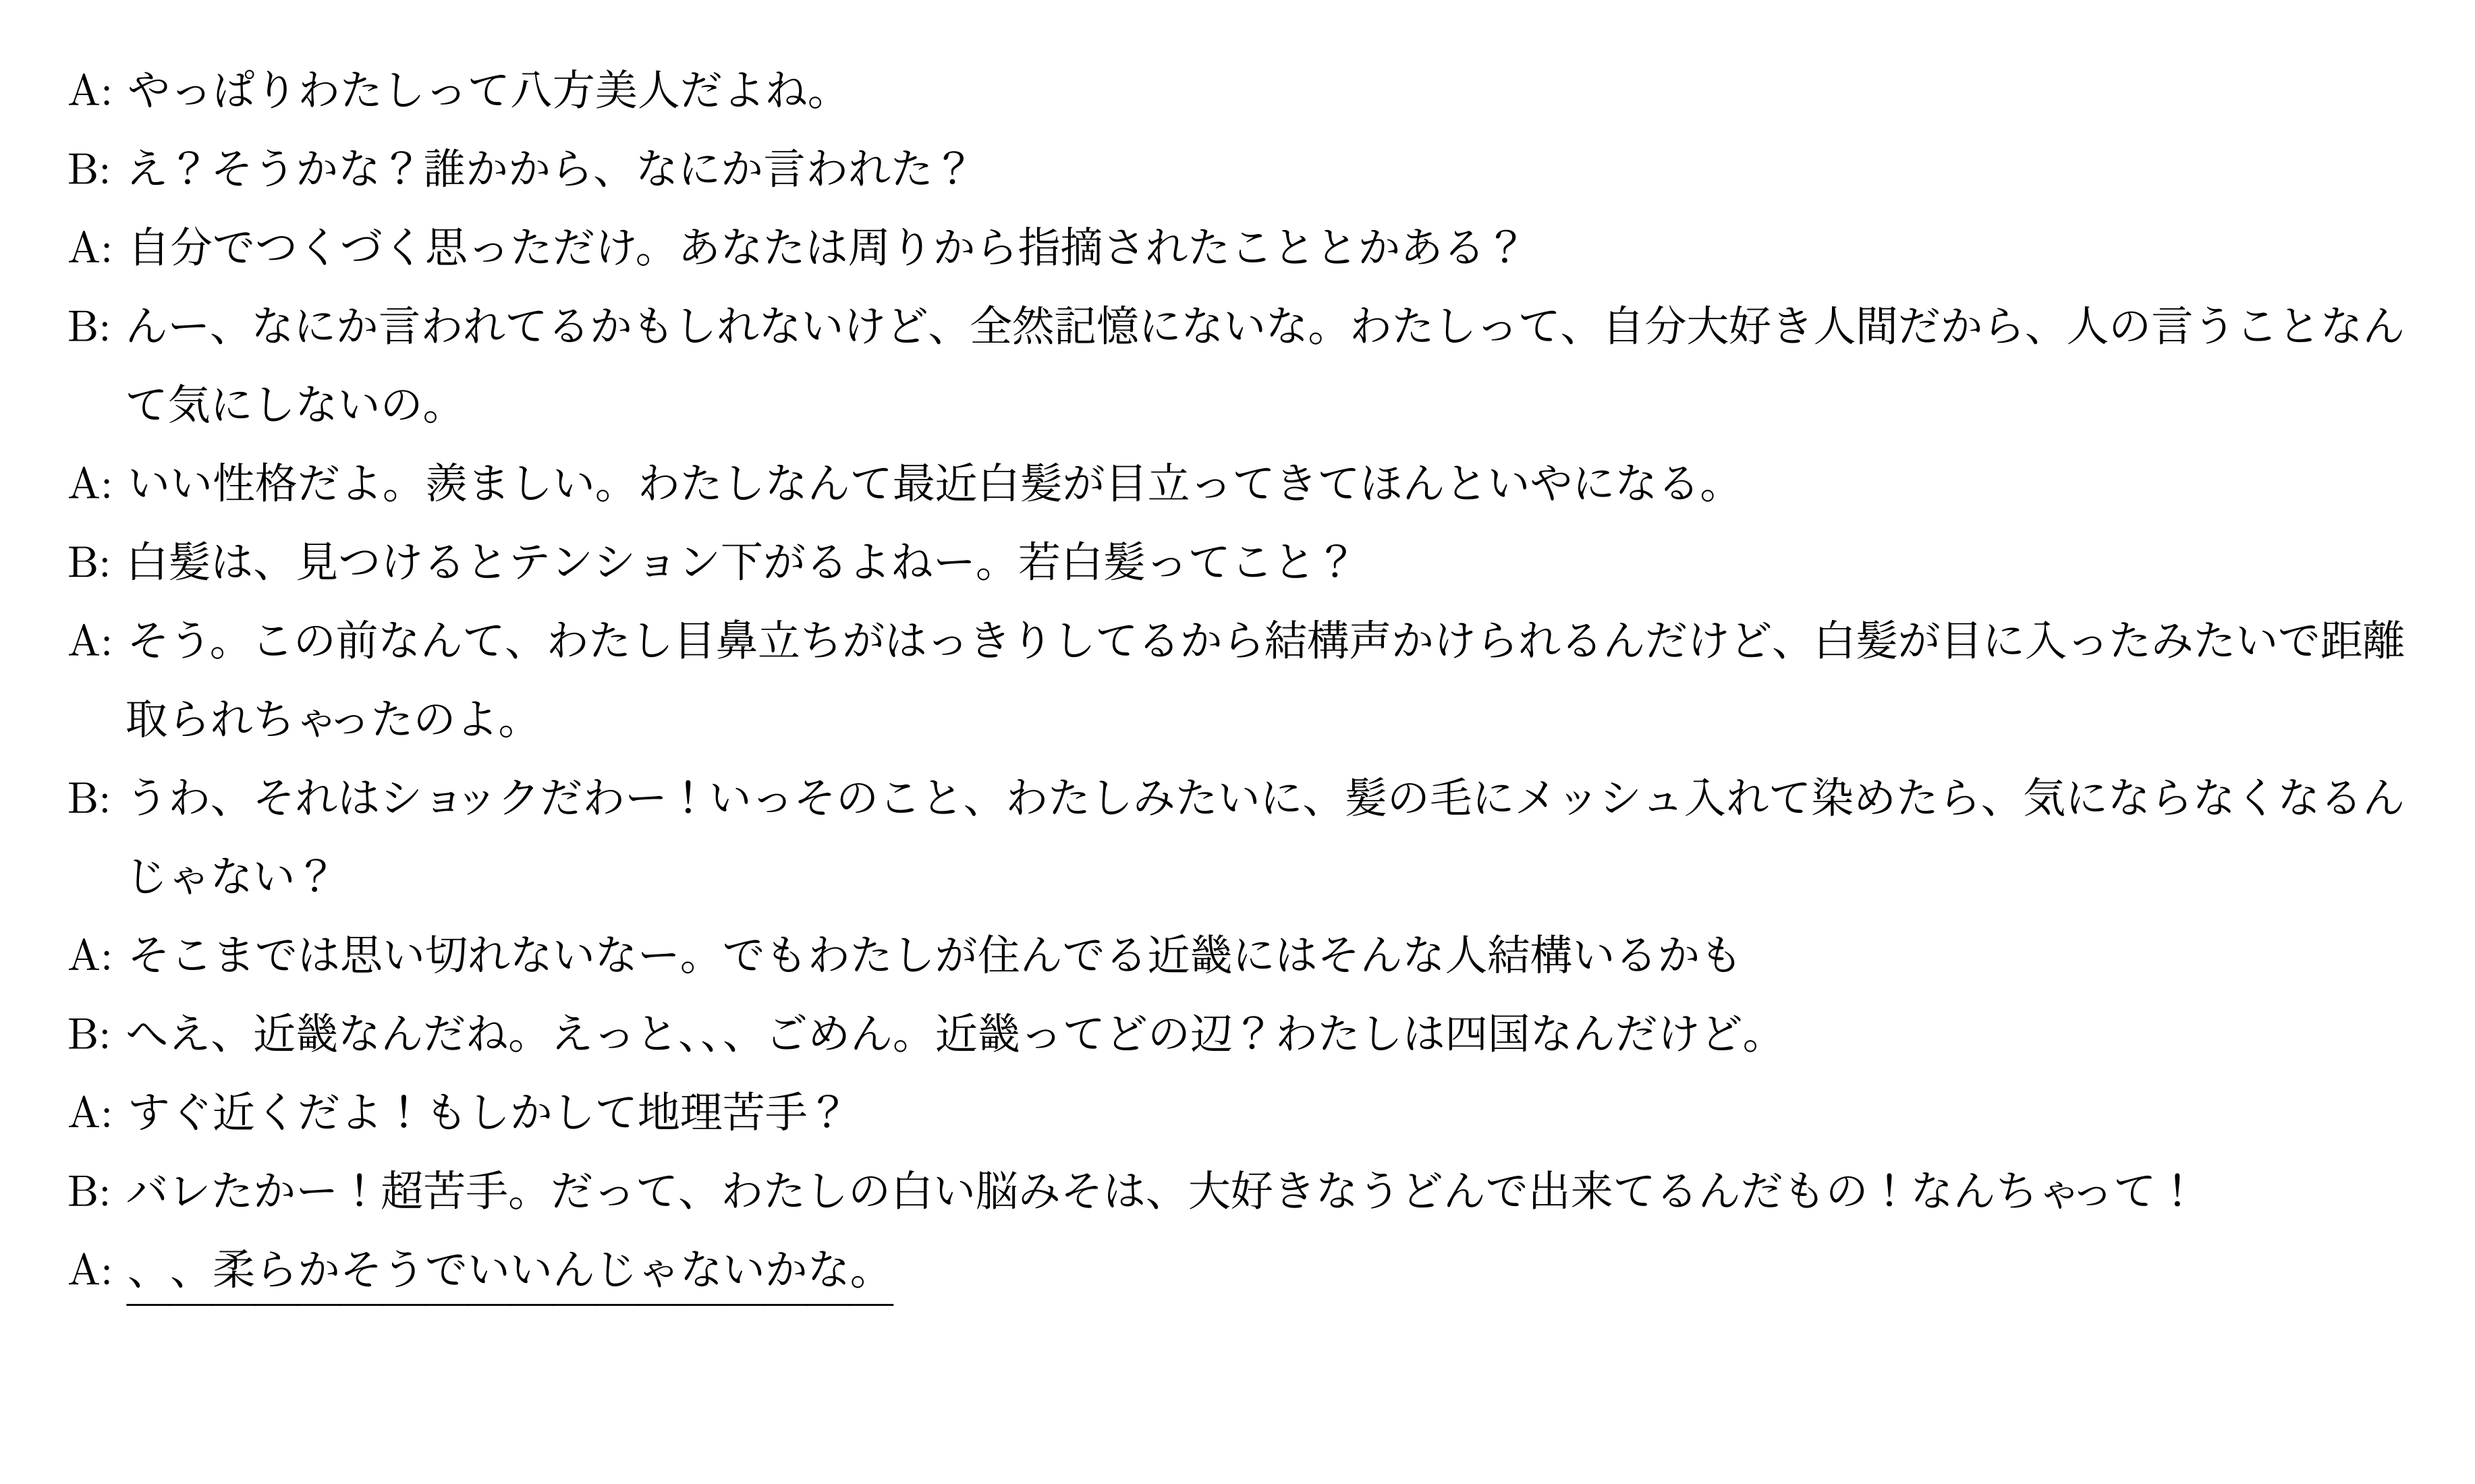 A: やっぱりわたしって八方美人だよね。
B: え？そうかな？誰かから、なにか言われた？
A: 自分でつくづく思っただけ。あなたは周りから指摘されたこととかある？
B: んー、なにか言われてるかもしれないけど、全然記憶にないな。わたしって、自分大好き人間だから、人の言うことなん
て気にしないの。
A: いい性格だよ。羨ましい。わたしなんて最近白髪が目立ってきてほんといやになる。
B: 白髪は、見つけるとテンション下がるよねー。若白髪ってこと？
A: そう。この前なんて、わたし目鼻立ちがはっきりしてるから結構声かけられるんだけど、白髪が目に入ったみたいで距離
取られちゃったのよ。
B: うわ、それはショックだわー！いっそのこと、わたしみたいに、髪の毛にメッシュ入れて染めたら、気にならなくなるん
じゃない？
A: そこまでは思い切れないなー。でもわたしが住んでる近畿にはそんな人結構いるかも
B: へえ、近畿なんだね。えっと、、、ごめん。近畿ってどの辺？わたしは四国なんだけど。
A: すぐ近くだよ！もしかして地理苦手？
B: バレたかー！超苦手。だって、わたしの白い脳みそは、大好きなうどんで出来てるんだもの！なんちゃって！
A: 、、柔らかそうでいいんじゃないかな。